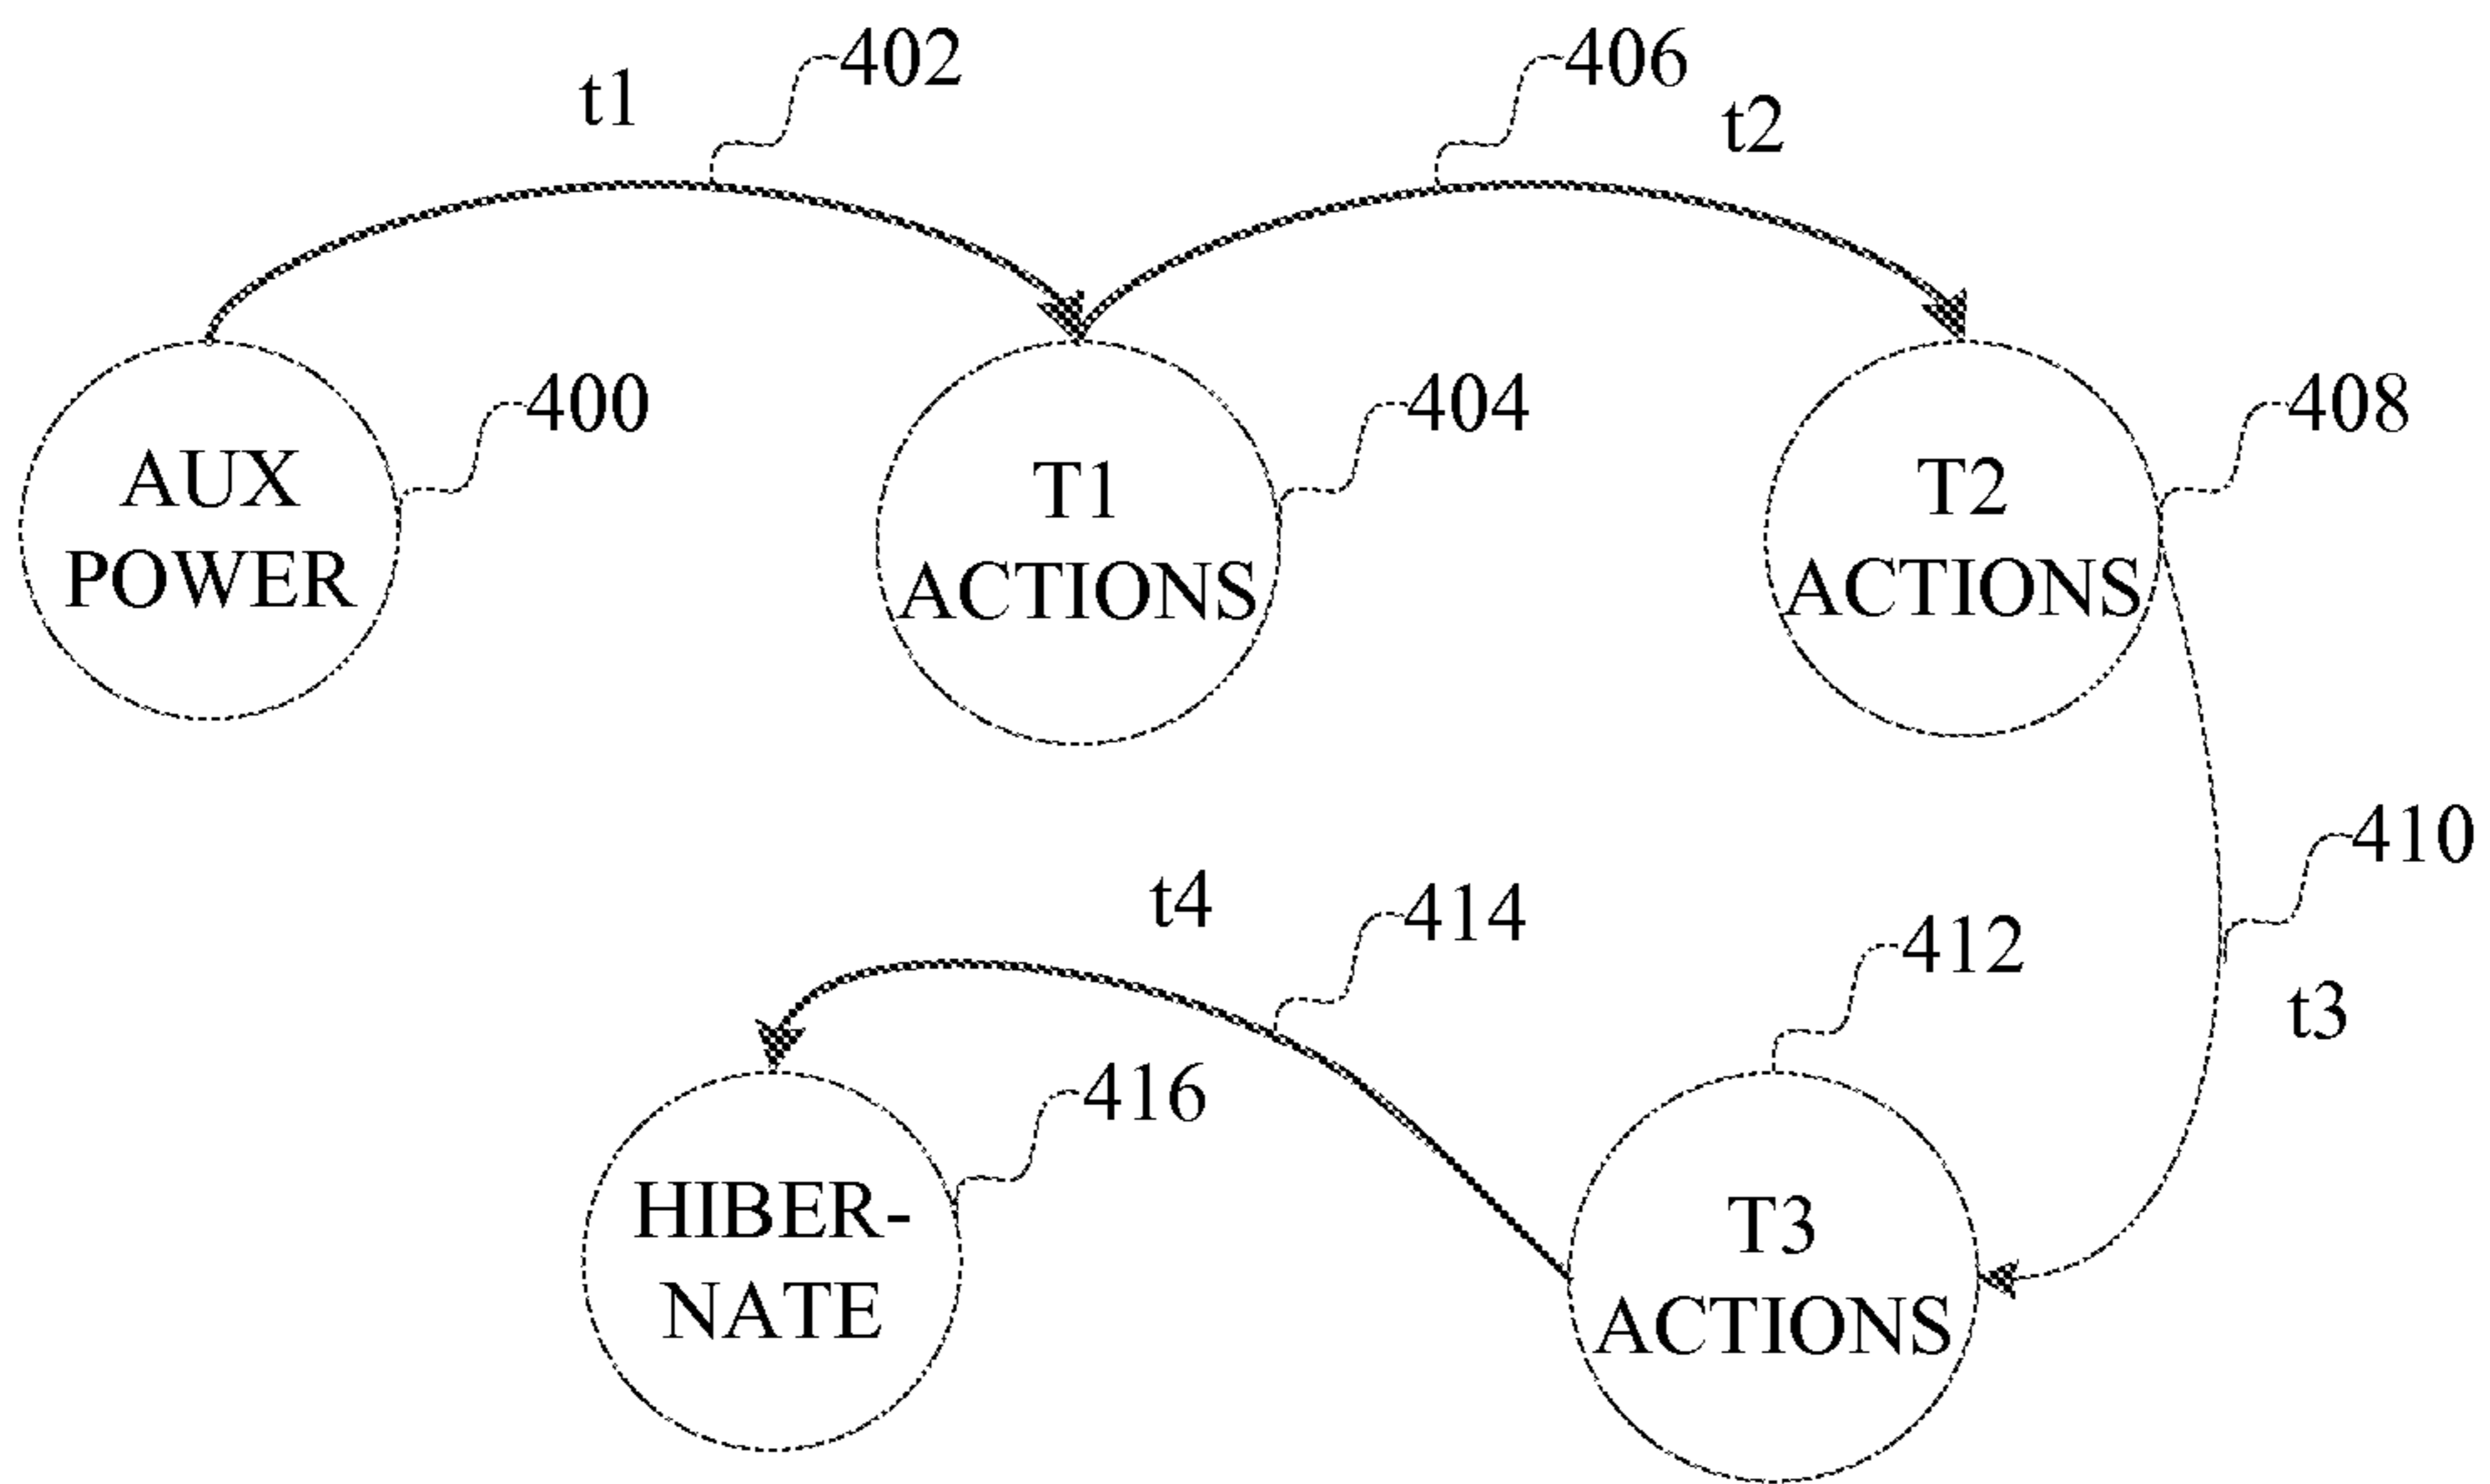 402
406
t1
t2
400
404
408
AUX
POWER
T1
ACTIONS
T2
ACTIONS
410
t4
414
412
t3
416
HIBER-
NATE
T3
ACTIONS